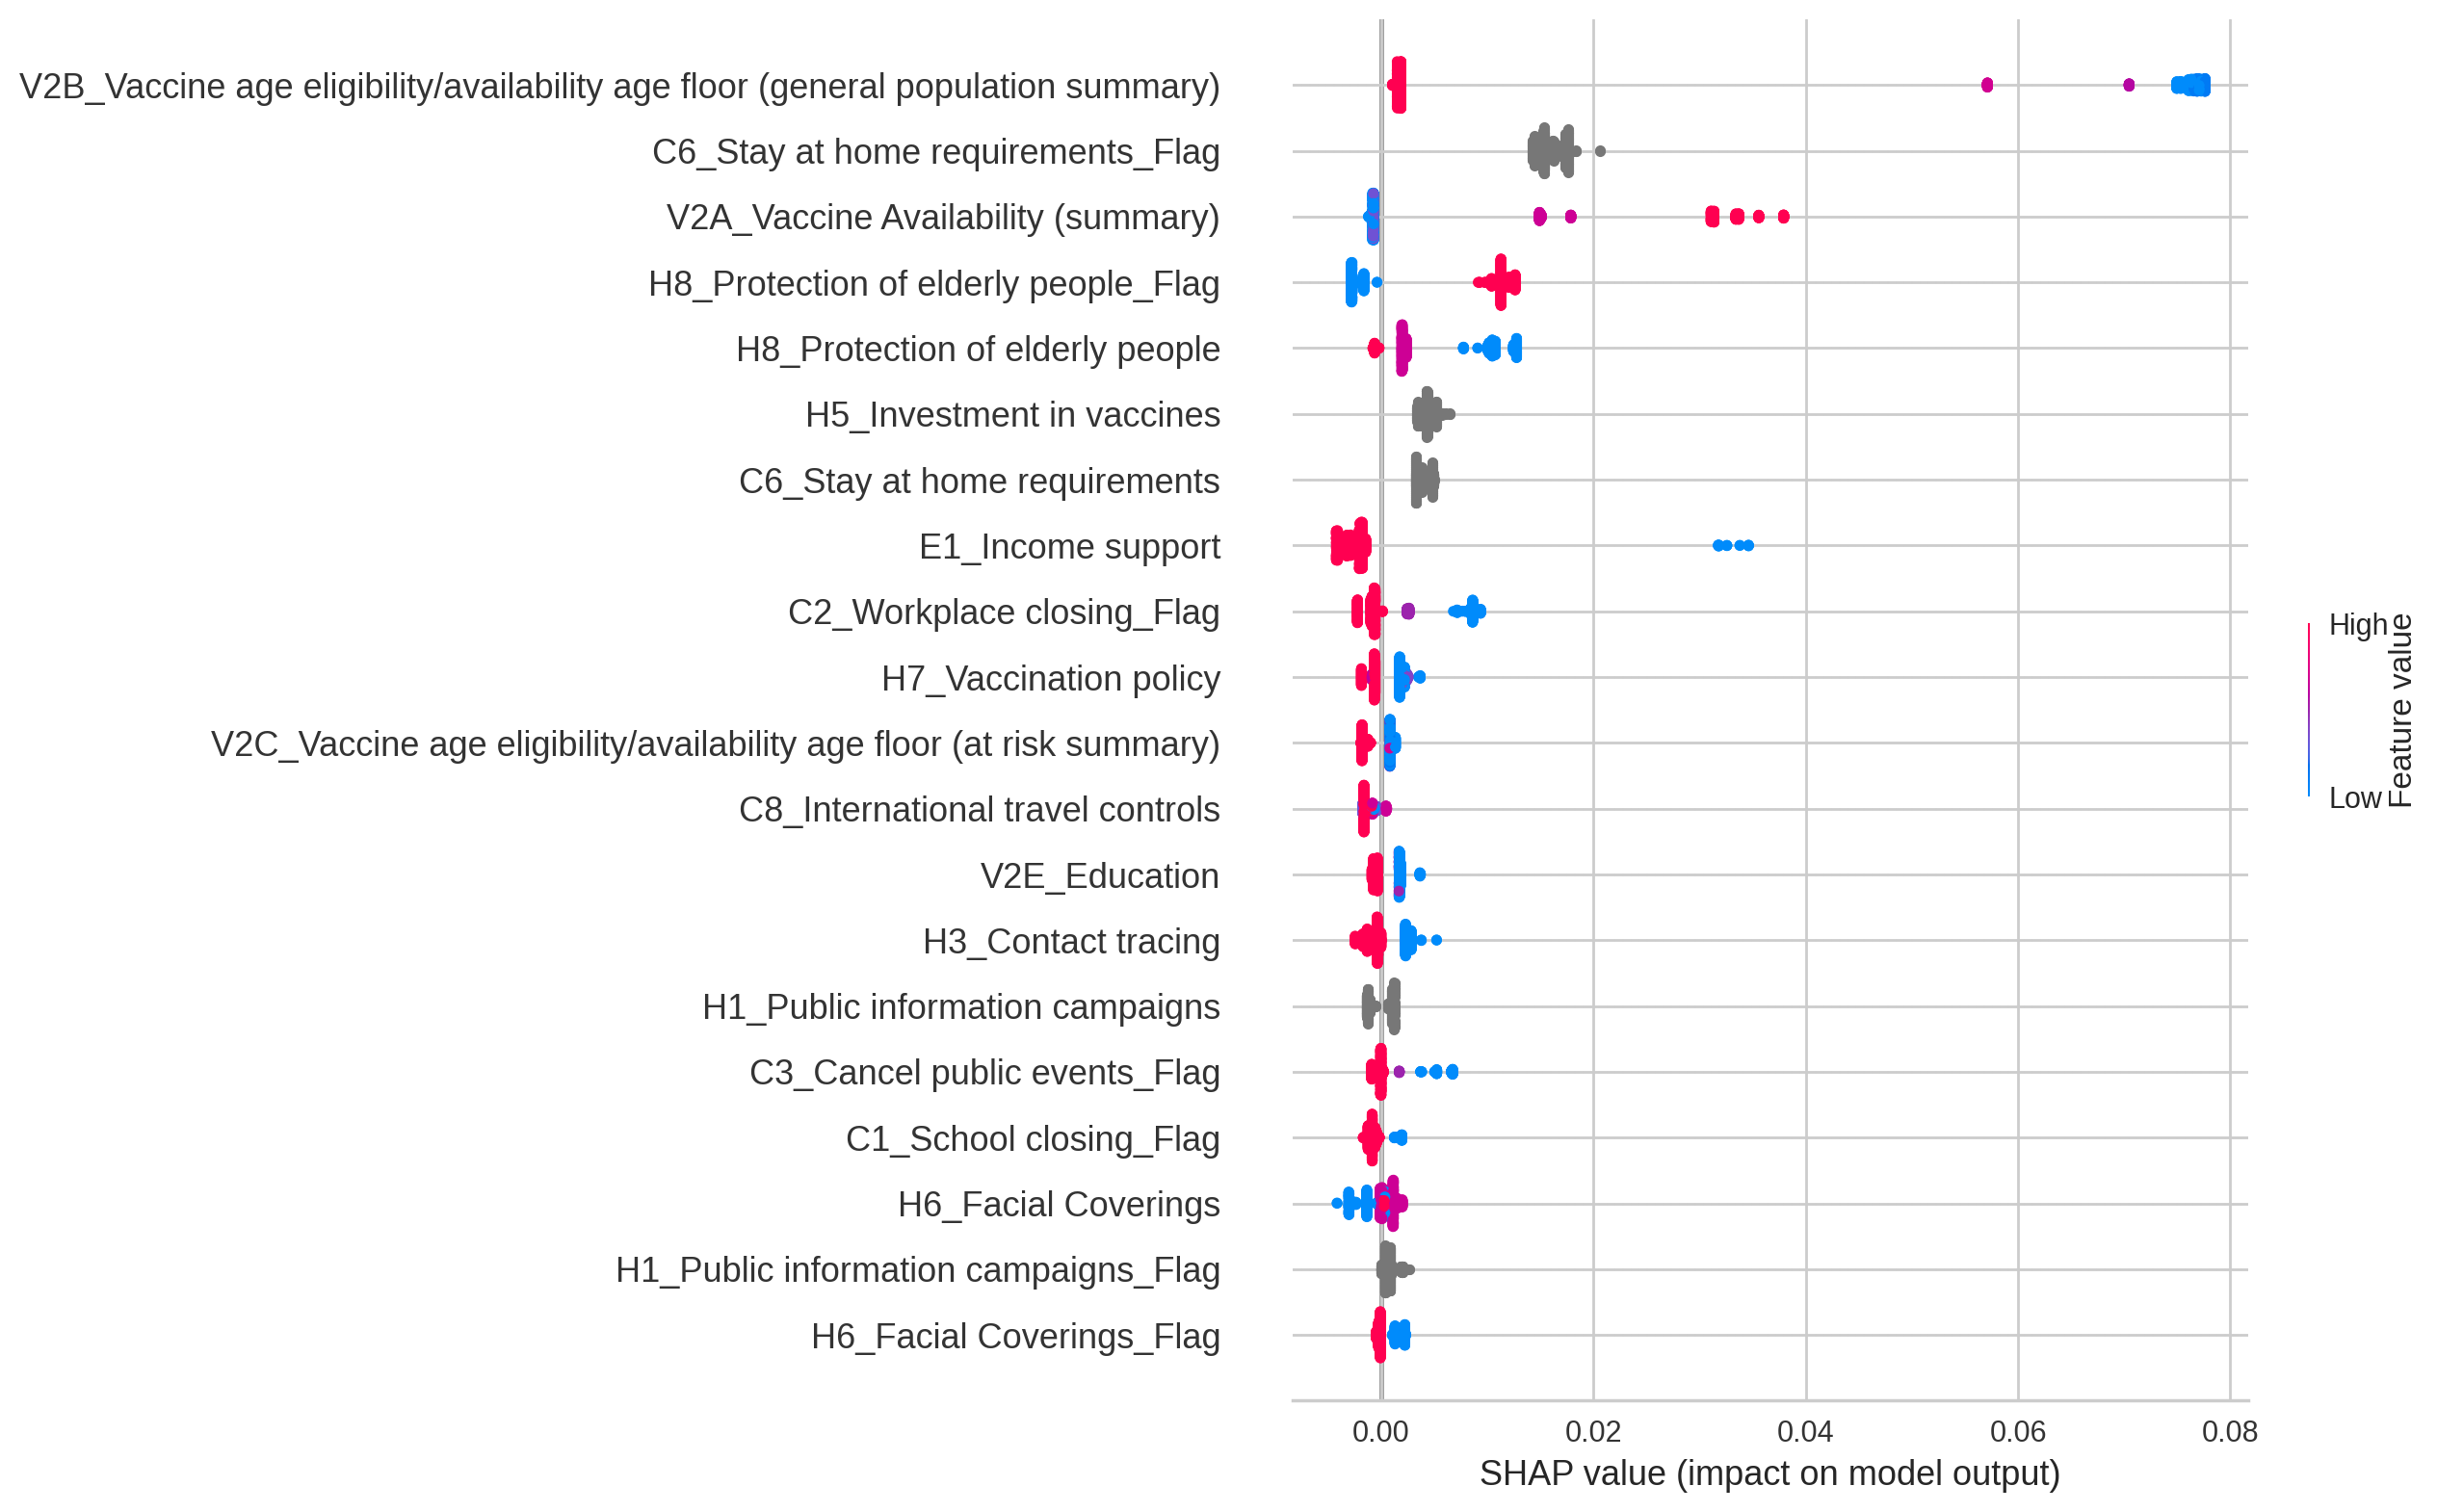 V2B_Vaccine age eligibility/availability age floor (general population summary)
C6_Stay at home requirements_Flag
V2A_Vaccine Availability (summary)
H8_Protection of elderly people_Flag
H8_Protection of elderly people
H5_Investment in vaccines
C6_Stay at home requirements
E1_Income support
C2_Workplace closing_Flag
H7_Vaccination policy
V2C_Vaccine age eligibility/availability age floor (at risk summary)
C8_International travel controls
V2E_Education
H3_Contact tracing
H1_Public information campaigns
C3_Cancel public events_Flag
C1_School closing_Flag
H6_Facial Coverings
H1_Public information campaigns_Flag
H6_Facial Coverings_Flag
0.00 0.02 0.04 0.06 0.08
SHAP value (impact on model output)
High
Low
Feature value